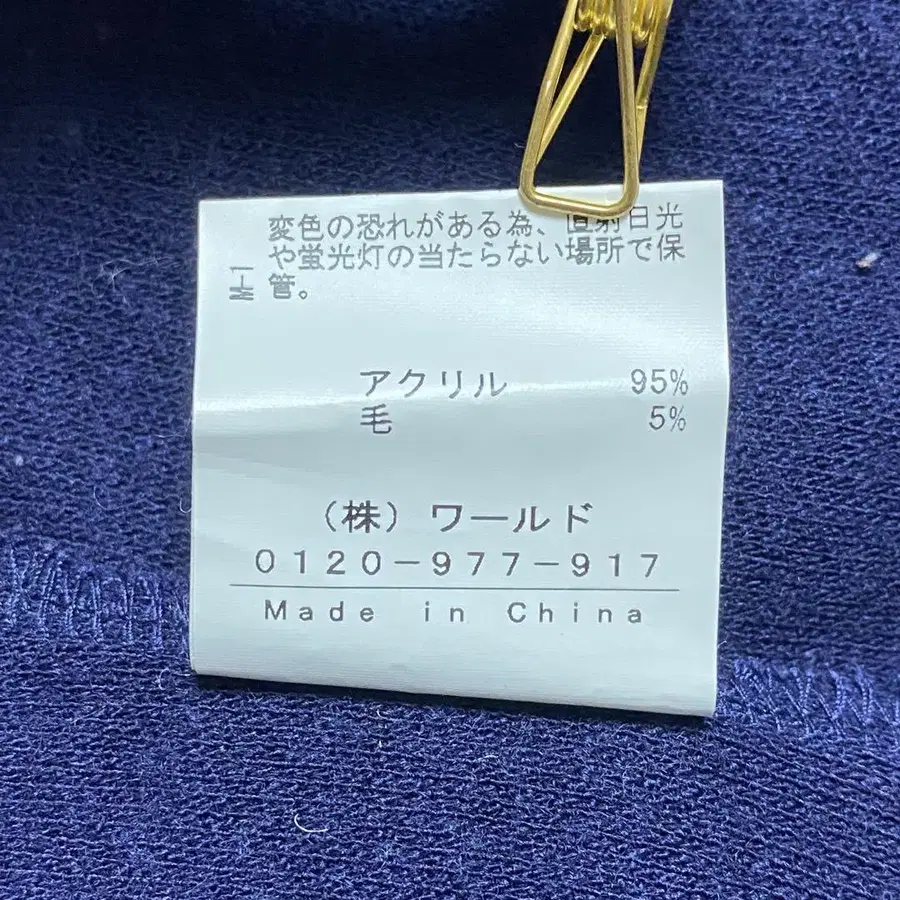 変色の恐れがある為、直射日光
や蛍光灯の当たらない場所で保
管。
アクリル 95%
毛 5%
(株) ワールド
0120-977-917
Made in China